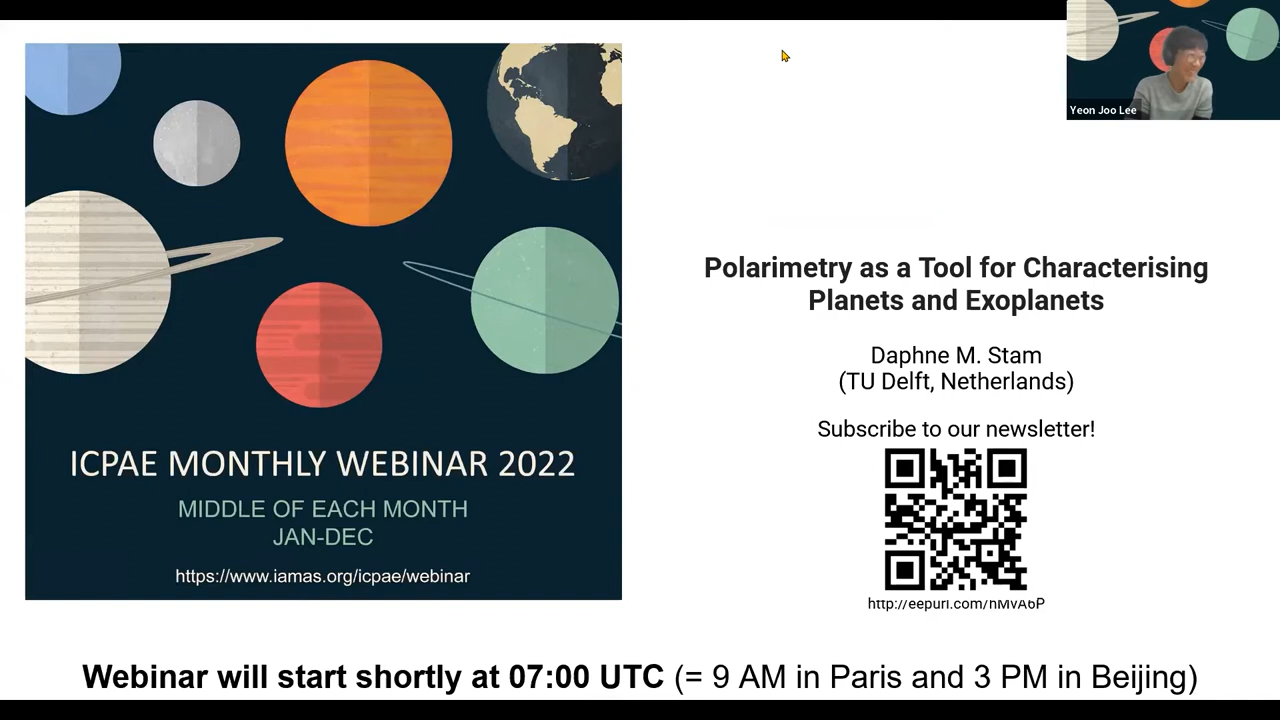 Yeon Joo Lee
ICPAE MONTHLY WEBINAR 2022
MIDDLE OF EACH MONTH
JAN-DEC
https://www.iamas.org/icpae/webinar
Polarimetry as a Tool for Characterising
Planets and Exoplanets
Daphne M. Stam
(TU Delft, Netherlands)
Subscribe to our newsletter!
Webinar will start shortly at 07:00 UTC (= 9 AM in Paris and 3 PM in Beijing)